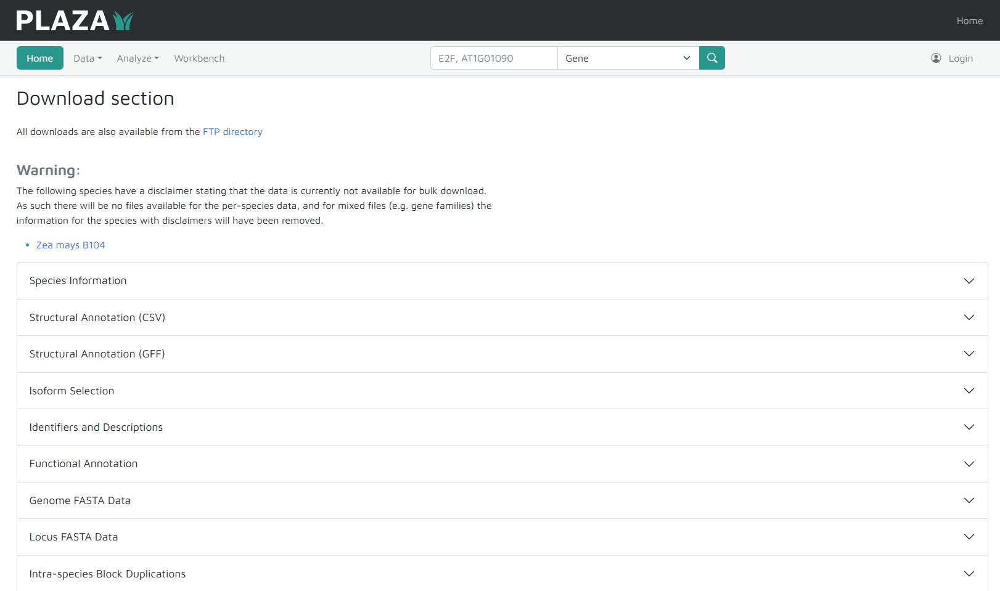 PLAZA
Home
Home
Data
Analyze
Workbench
E2F, AT1G01090
Gene
Login
Download section
All downloads are also available from the FTP directory
Warning:
The following species have a disclaimer stating that the data is currently not available for bulk download.
As such there will be no files available for the per-species data, and for mixed files (e.g. gene families) the
information for the species with disclaimers will have been removed.
Zea mays B104
Species Information
Structural Annotation (CSV)
Structural Annotation (GFF)
Isoform Selection
Identifiers and Descriptions
Functional Annotation
Genome FASTA Data
Locus FASTA Data
Intra-species Block Duplications